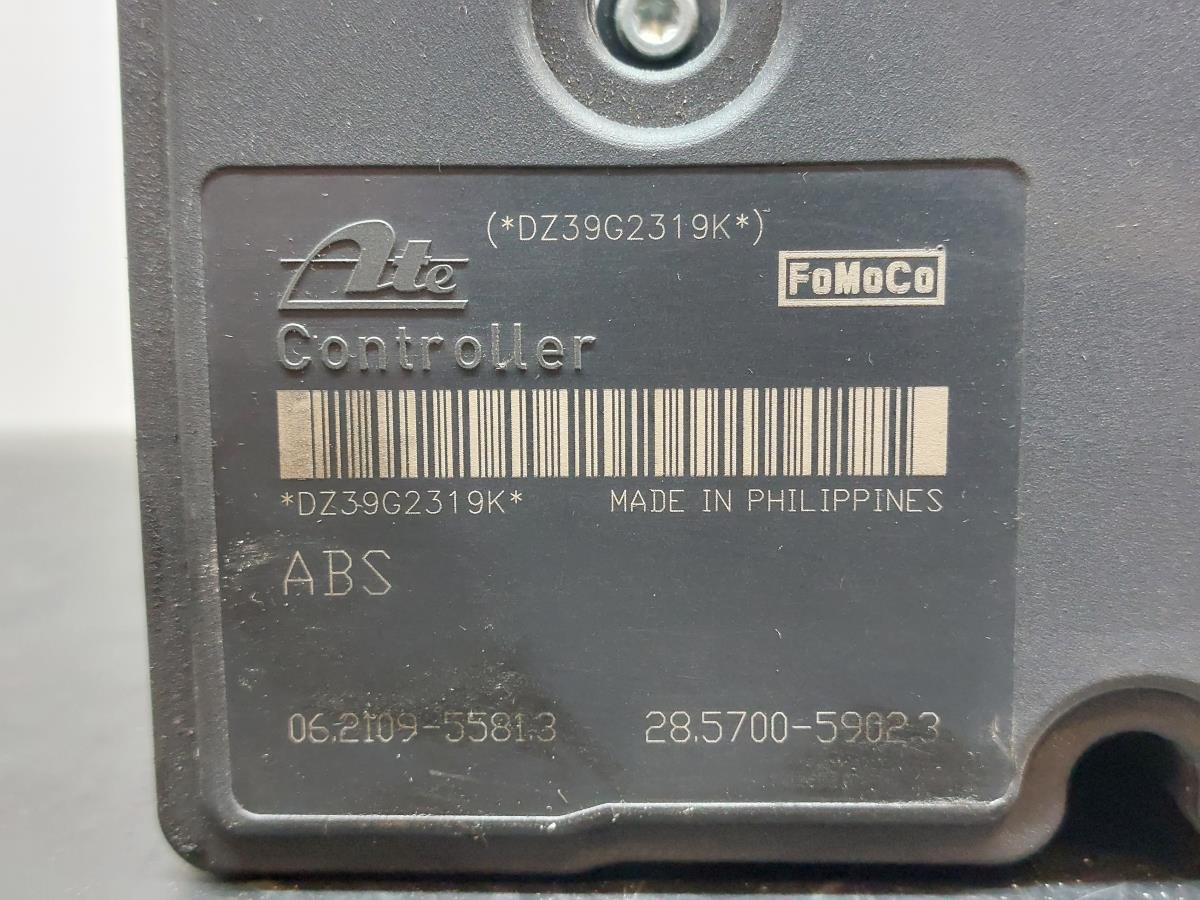 (*DZ39G2319K*)
Ate
FoMoCo
Controller
*DZ39G2319K* MADE IN PHILIPPINES
ABS
06.2109-5581.3 28.5700-5902.3